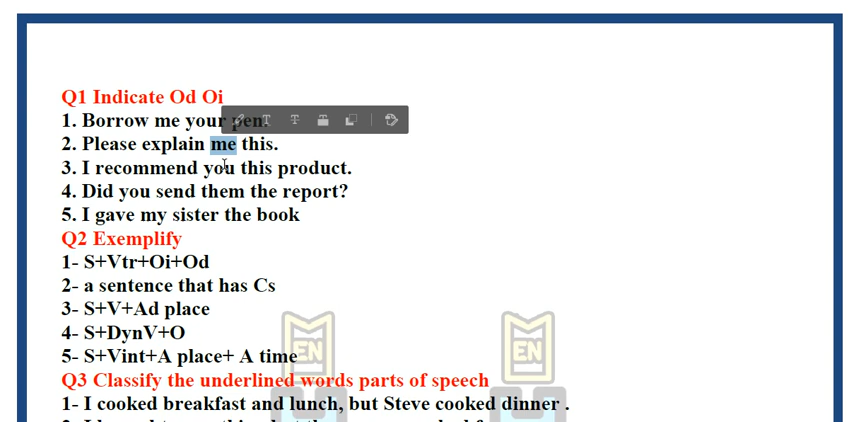 Q1 Indicate Od Oi
1. Borrow me your pen.
2. Please explain me this.
3. I recommend you this product.
4. Did you send them the report?
5. I gave my sister the book
Q2 Exemplify
1- S+Vtr+Oi+Od
2- a sentence that has Cs
3- S+V+Ad place
4- S+DynV+O
EN EN
5- S+Vint+A place+ A time
Q3 Classify the underlined words parts of speech
1- I cooked breakfast and lunch, but Steve cooked dinner .